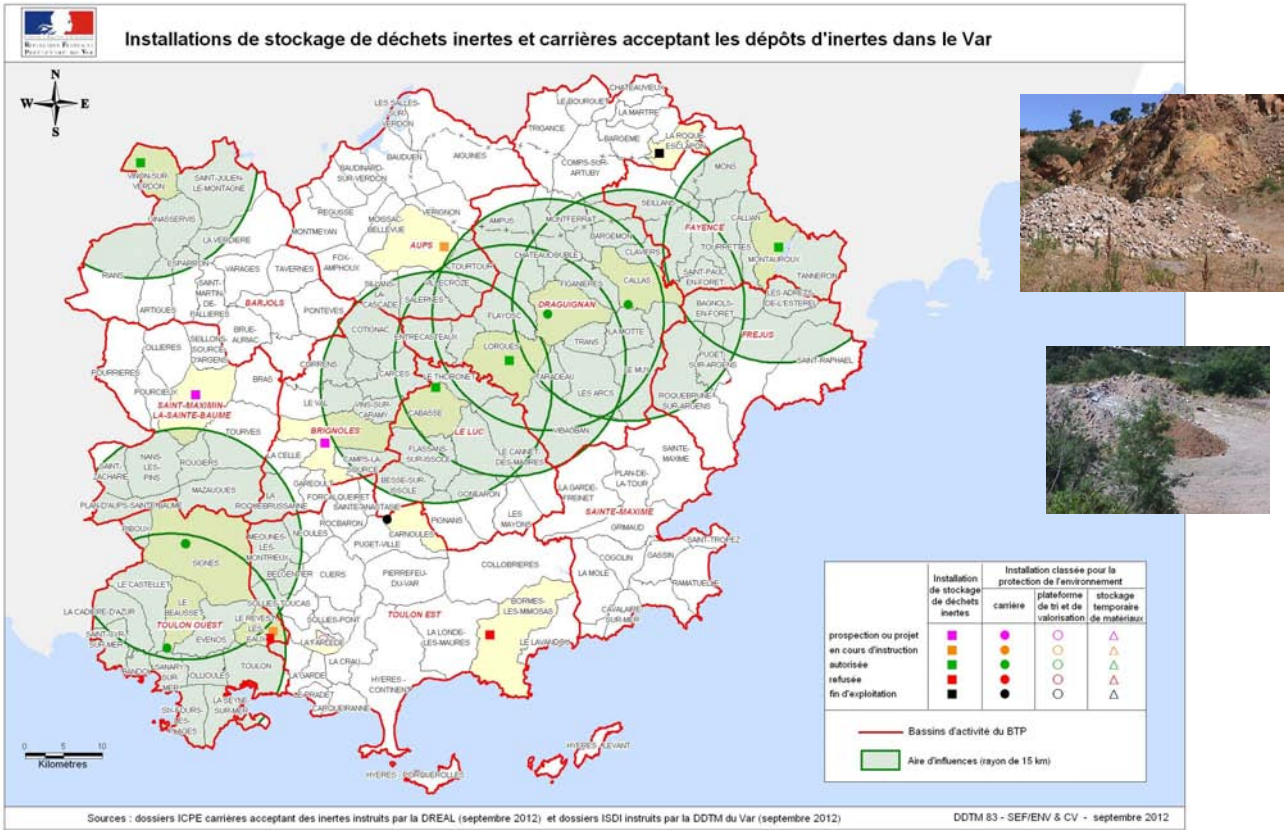 Installations de stockage de déchets inertes et carrières acceptant les dépôts d'inertes dans le Var
N
W E
S
CHATEAUVIEUX
LE BOURGUET
LA MARTRE
LES SALLES-SUR-VERDON
TRIGANCE
BARGEME
LA ROQUE-ESCLAPON
BAUDUEN
AIGUINES
COMPS-SUR-ARTUBY
MONS
VINON-SUR-VERDON
SAINT-JULIEN-LE-MONTAGNE
BAUDINARD-SUR-VERDON
SEILLANS
REGUSSE
MOISSAC-BELLEVUE
VERIGNON
AMPUS
MONTFERRAT
BARGEMON
FAYENCE
CALLIAN
GINASSERVIS
MONTMEYAN
AUPS
CHATEAUDOUBLE
CLAVIERS
TOURRETTES
MONTAUROUX
LA VERDIERE
FOX-AMPHOUX
TOURTOUR
CALLAS
SAINT-PAUL-EN-FORET
TANNERON
RIANS
ESPARRON
VARAGES
TAVERNES
SILLANS-LA-CASCADE
VILLECROZE
FIGANIERES
LES ADRETS-DE-L'ESTEREL
ARTIGUES
SAINT-MARTIN-DE-PALLIERES
BARJOLS
PONTEVES
SALERNES
DRAGUIGNAN
BAGNOLS-EN-FORET
FLAYOSC
COTIGNAC
ENTRECASTEAUX
TRANS
LA MOTTE
FREJUS
OLLIERES
SEILLONS-SOURCE-D'ARGENS
BRUE-AURIAC
LORGUES
LE MUY
PUGET-SUR-ARGENS
SAINT-RAPHAEL
POURRIERES
CORRENS
CARCES
LE THORONET
TARADEAU
LES ARCS
POURCIEUX
BRAS
LE VAL
VINS-SUR-CARAMY
CABASSE
ROQUEBRUNE-SUR-ARGENS
SAINT-MAXIMIN-LA-SAINTE-BAUME
TOURVES
BRIGNOLES
LE LUC
VIDAUBAN
LA CELLE
CAMPS-LA-SOURCE
FLASSANS-SUR-ISSOLE
LE CANNET-DES-MAURES
SAINTE-MAXIME
SAINT-ZACHARIE
NANS-LES-PINS
ROUGIERS
GAREOULT
BESSE-SUR-ISSOLE
PLAN-DE-LA-TOUR
MAZAUGUES
LA ROQUEBRUSSANNE
FORCALQUEIRET
SAINTE-ANASTASIE
GONFARON
LA GARDE-FREINET
PLAN-D'AUPS-SAINTE-BAUME
ROCBARON
CARNOULES
PIGNANS
LES MAYONS
SAINTE-MAXIME
RIBOUX
NEOULES
PUGET-VILLE
GRIMAUD
SIGNES
MEOUNES-LES-MONTRIEUX
SAINT-TROPEZ
COGOLIN
GASSIN
BELGENTIER
CUERS
PIERREFEU-DU-VAR
COLLOBRIERES
LA MOLE
RAMATUELLE
LE CASTELLET
SOLLIES-TOUCAS
BORMES-LES-MIMOSAS
LA CADIERE-D'AZUR
LE BEAUSSET
LE REVEST-LES-EAUX
SOLLIES-PONT
TOULON EST
CAVALAIRE-SUR-MER
TOULON OUEST
EVENOS
LA FARLEDE
LA LONDE-LES-MAURES
LE LAVANDOU
SAINT-CYR-SUR-MER
BANDOL
SANARY-SUR-MER
OLLIOULES
TOULON
LA CRAU
LA GARDE
HYERES-CONTINENT
LE PRADET
SIX-FOURS-LES-PLAGES
LA SEYNE-SUR-MER
CARQUEIRANNE
HYERES-LEVANT
HYERES-PORQUEROLLES
0 5 10
Kilomètres
Installation de stockage de déchets inertes
Installation classée pour la protection de l'environnement
carrière
plateforme de tri et de valorisation
stockage temporaire de matériaux
prospection ou projet
en cours d'instruction
autorisée
refusée
fin d'exploitation
Bassins d'activité du BTP
Aire d'influences (rayon de 15 km)
Sources : dossiers ICPE carrières acceptant des inertes instruits par la DREAL (septembre 2012) et dossiers ISDI instruits par la DDTM du Var (septembre 2012)
DDTM 83 - SEF/ENV & CV - septembre 2012